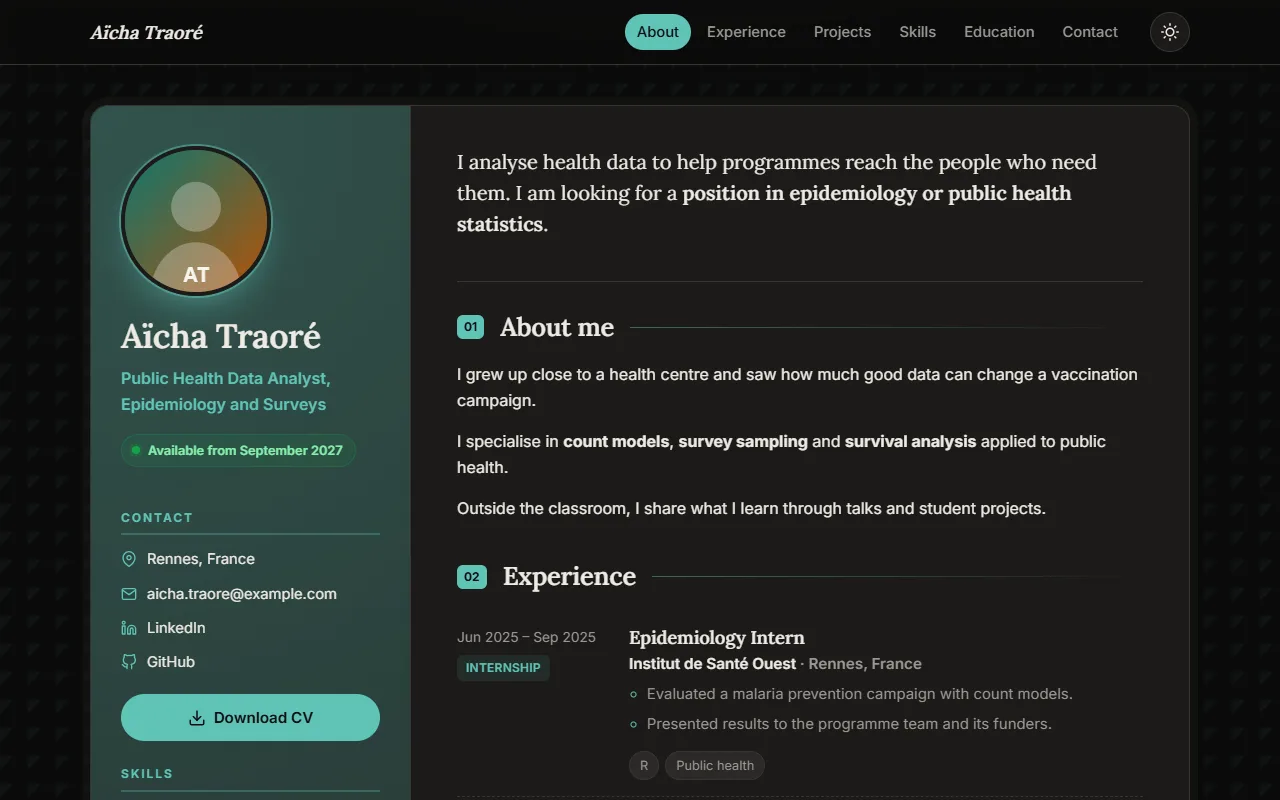 Aïcha Traoré
About
Experience
Projects
Skills
Education
Contact
AT
Aïcha Traoré
Public Health Data Analyst,
Epidemiology and Surveys
Available from September 2027
CONTACT
Rennes, France
aicha.traore@example.com
LinkedIn
GitHub
Download CV
SKILLS
I analyse health data to help programmes reach the people who need
them. I am looking for a position in epidemiology or public health
statistics.
01 About me
I grew up close to a health centre and saw how much good data can change a vaccination
campaign.
I specialise in count models, survey sampling and survival analysis applied to public
health.
Outside the classroom, I share what I learn through talks and student projects.
02 Experience
Jun 2025 – Sep 2025
INTERNSHIP
Epidemiology Intern
Institut de Santé Ouest · Rennes, France
Evaluated a malaria prevention campaign with count models.
Presented results to the programme team and its funders.
R
Public health